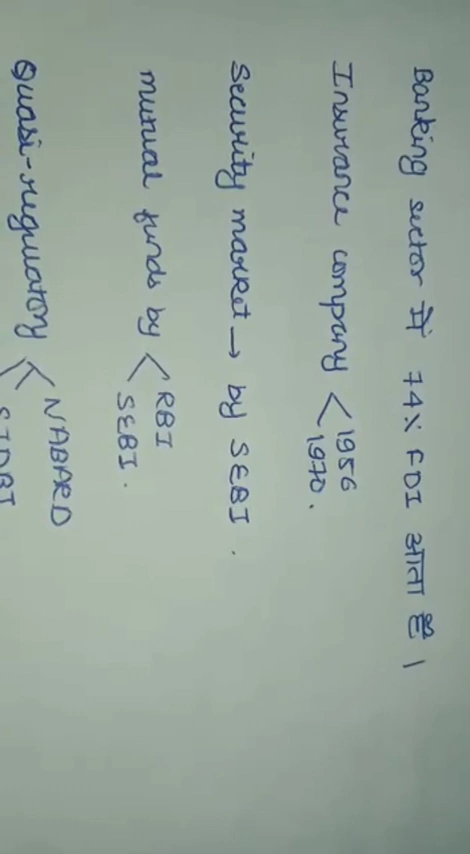 Banking sector में 74% FDI आता है।
Insurance company < 1956
1970.
Security market → by SEBI.
mutual funds by < RBI
SEBI.
Quasi-regulatory < NABARD
SIDBI